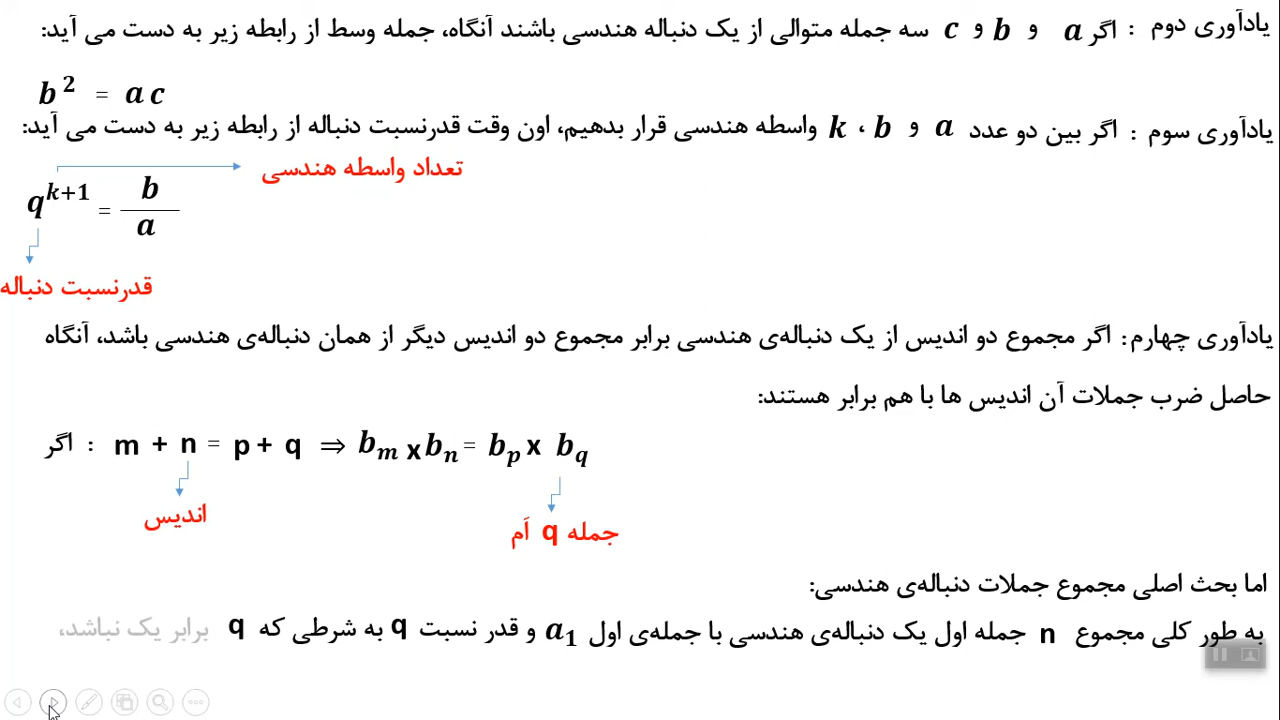 یادآوری دوم : اگر a و b و c سه جمله متوالی از یک دنباله هندسی باشند آنگاه، جمله وسط از رابطه زیر به دست می آید:
b² = a c
یادآوری سوم : اگر بین دو عدد a و b، k واسطه هندسی قرار بدهیم، اون وقت قدرنسبت دنباله از رابطه زیر به دست می آید:
تعداد واسطه هندسی
q^{k+1} = b/a
قدرنسبت دنباله
یادآوری چهارم: اگر مجموع دو اندیس از یک دنباله‌ی هندسی برابر مجموع دو اندیس دیگر از همان دنباله‌ی هندسی باشد، آنگاه
حاصل ضرب جملات آن اندیس ها با هم برابر هستند:
اگر : m + n = p + q ⇒ b_m x b_n = b_p x b_q
اندیس
جمله q اَم
اما بحث اصلی مجموع جملات دنباله‌ی هندسی:
به طور کلی مجموع n جمله اول یک دنباله‌ی هندسی با جمله‌ی اول a₁ و قدر نسبت q به شرطی که q برابر یک نباشد،